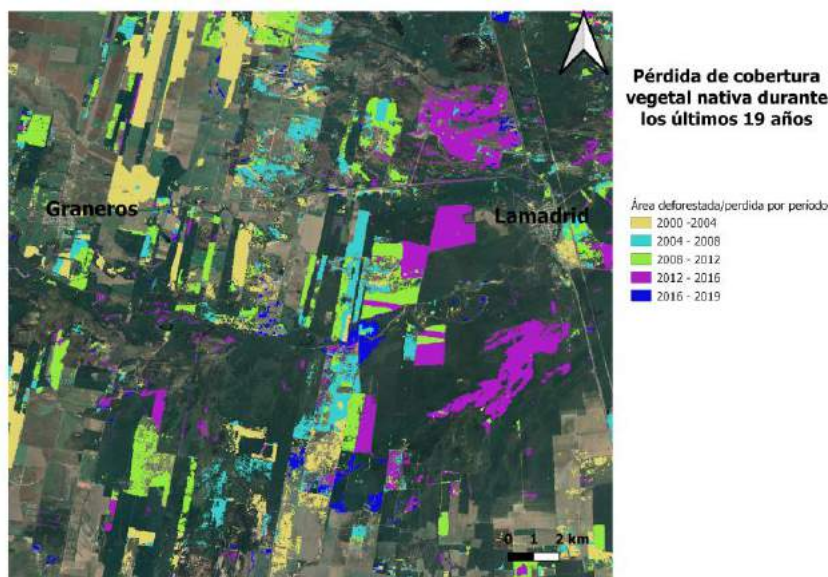 Pérdida de cobertura
vegetal nativa durante
los últimos 19 años
Graneros
Lamadrid
Área deforestada/perdida por periodo
2000 -2004
2004 - 2008
2008 - 2012
2012 - 2016
2016 - 2019
0 1 2 km